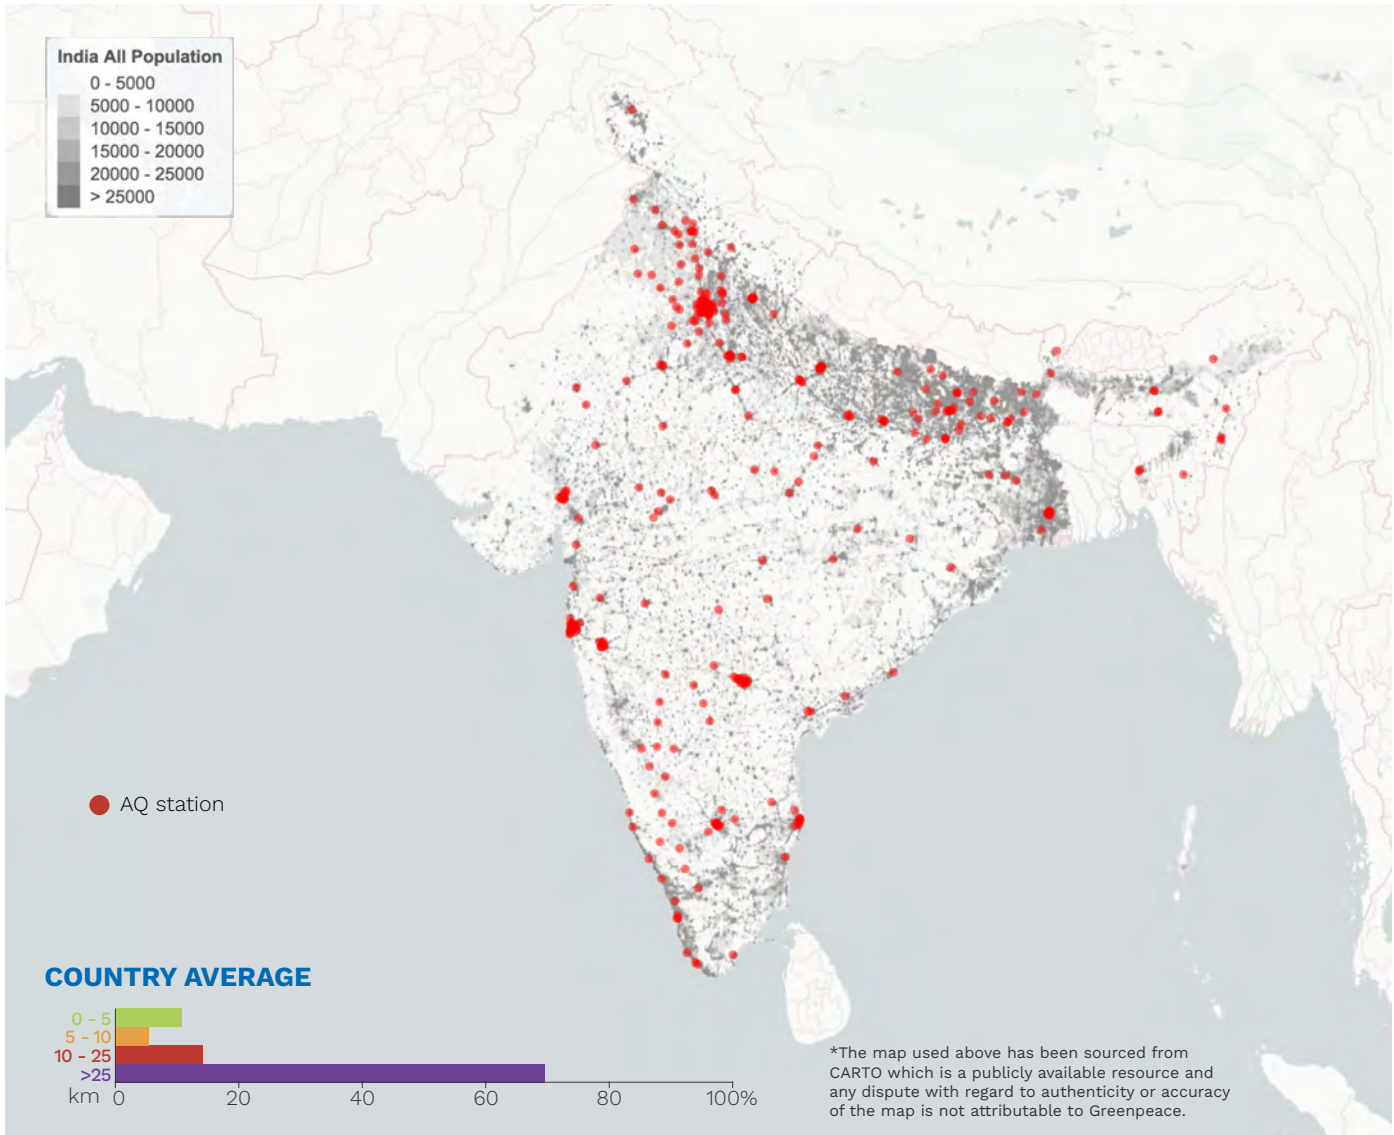 India All Population
0 - 5000
5000 - 10000
10000 - 15000
15000 - 20000
20000 - 25000
> 25000
AQ station
COUNTRY AVERAGE
0 - 5
5 - 10
10 - 25
>25
km 0 20 40 60 80 100%
*The map used above has been sourced from
CARTO which is a publicly available resource and
any dispute with regard to authenticity or accuracy
of the map is not attributable to Greenpeace.